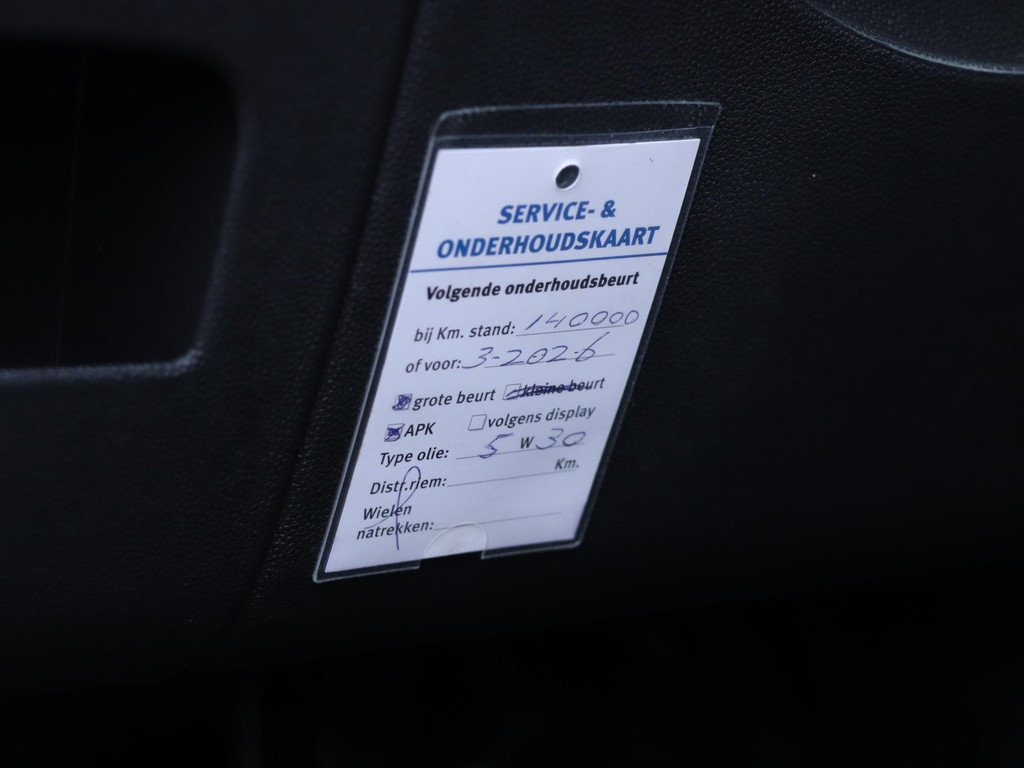 SERVICE- &
ONDERHOUDSKAART
Volgende onderhoudsbeurt
bij Km. stand: 140000
of voor: 3-2026
grote beurt kleine beurt
APK volgens display
Type olie: 5 W 30
Distr.riem: Km.
Wielen
natrekken: